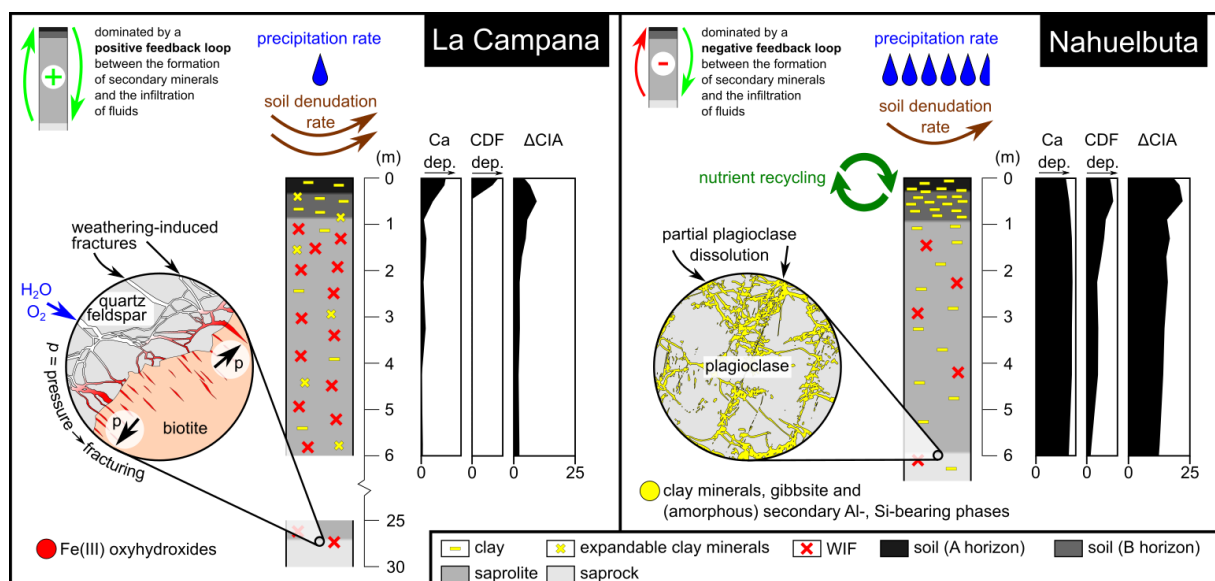 dominated by a
positive feedback loop
between the formation
of secondary minerals
and the infiltration
of fluids
precipitation rate
La Campana
soil denudation
rate
(m)
Ca
dep.
CDF
dep.
ΔCIA
0
1
2
3
4
5
6
25
30
0
0
25
weathering-induced
fractures
H2O
O2
quartz
feldspar
p
p
biotite
p = pressure → fracturing
Fe(III) oxyhydroxides
dominated by a
negative feedback loop
between the formation
of secondary minerals
and the infiltration
of fluids
precipitation rate
Nahuelbuta
soil denudation
rate
nutrient recycling
(m)
Ca
dep.
CDF
dep.
ΔCIA
0
1
2
3
4
5
6
0
0
25
partial plagioclase
dissolution
plagioclase
clay minerals, gibbsite and
(amorphous) secondary Al-, Si-bearing phases
clay
expandable clay minerals
WIF
soil (A horizon)
soil (B horizon)
saprolite
saprock